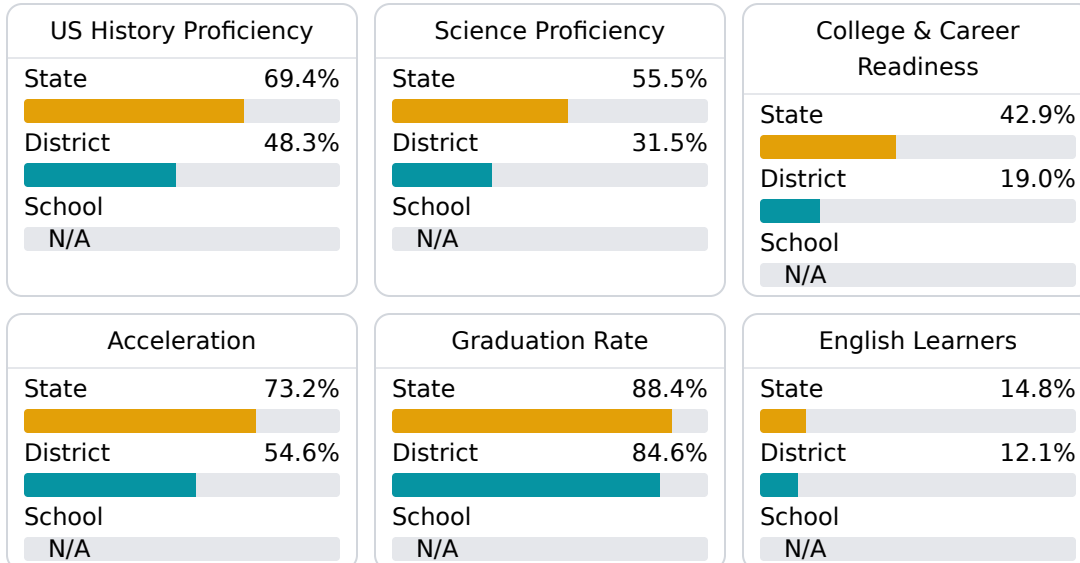 US History Proficiency
State 69.4%
District 48.3%
School
N/A
Science Proficiency
State 55.5%
District 31.5%
School
N/A
College & Career
Readiness
State 42.9%
District 19.0%
School
N/A
Acceleration
State 73.2%
District 54.6%
School
N/A
Graduation Rate
State 88.4%
District 84.6%
School
N/A
English Learners
State 14.8%
District 12.1%
School
N/A